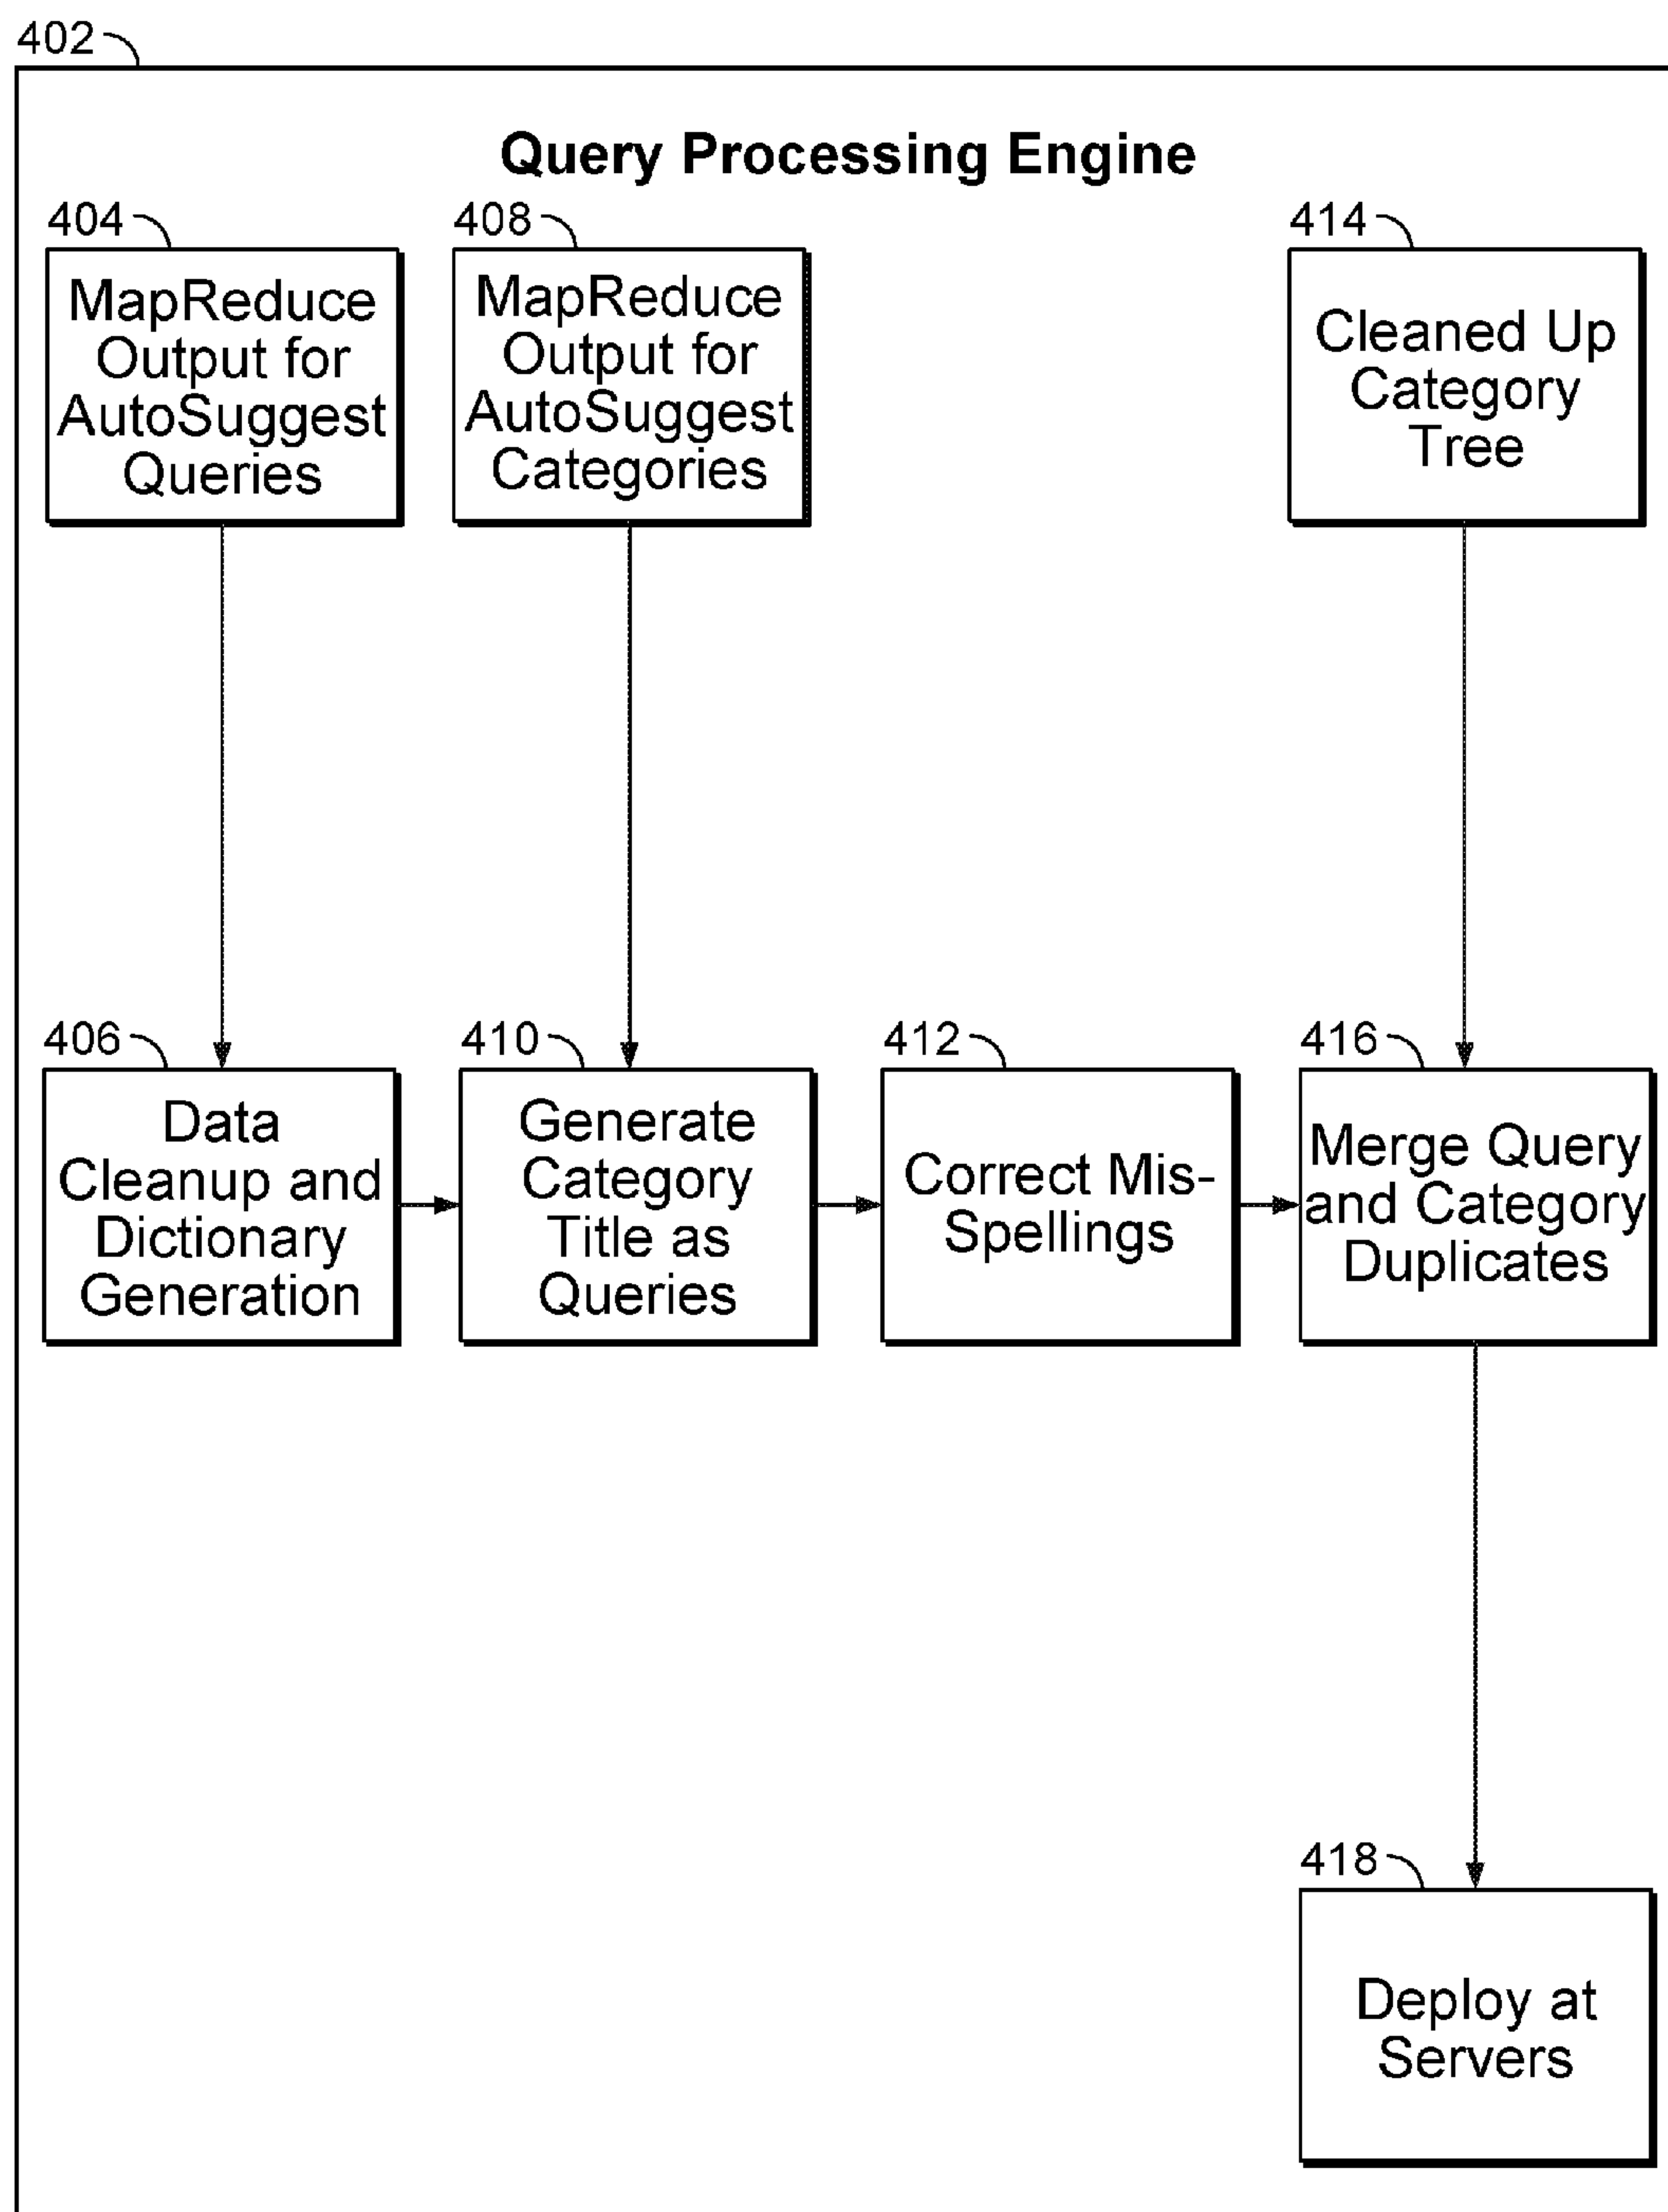 402
Query Processing Engine
404
MapReduce
Output for
AutoSuggest
Queries
408
MapReduce
Output for
AutoSuggest
Categories
414
Cleaned Up
Category
Tree
406
Data
Cleanup and
Dictionary
Generation
410
Generate
Category
Title as
Queries
412
Correct Mis-
Spellings
416
Merge Query
and Category
Duplicates
418
Deploy at
Servers